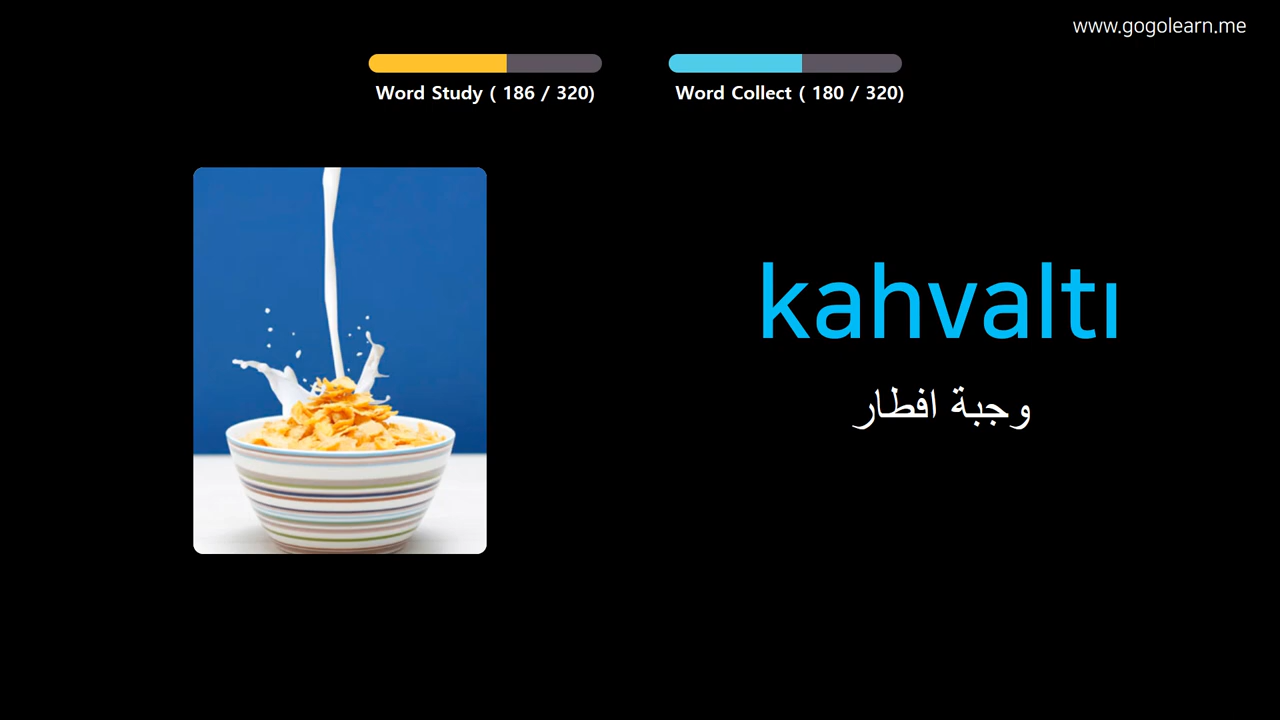 www.gogolearn.me
Word Study ( 186 / 320)
Word Collect ( 180 / 320)
kahvaltı
وجبة افطار